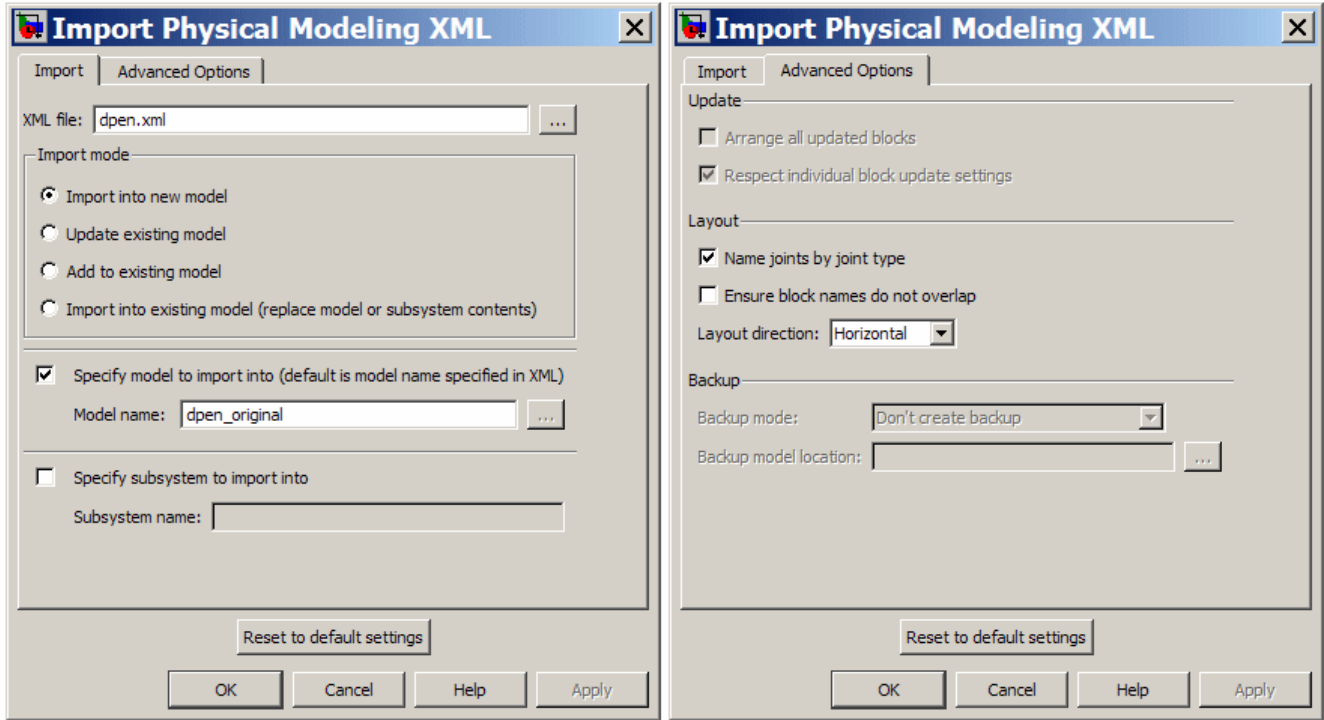 Import Physical Modeling XML
Import
Advanced Options
XML file: dpen.xml ...
Import mode
Import into new model
Update existing model
Add to existing model
Import into existing model (replace model or subsystem contents)
Specify model to import into (default is model name specified in XML)
Model name: dpen_original ...
Specify subsystem to import into
Subsystem name:
Reset to default settings
OK Cancel Help Apply
Import Physical Modeling XML
Import
Advanced Options
Update
Arrange all updated blocks
Respect individual block update settings
Layout
Name joints by joint type
Ensure block names do not overlap
Layout direction: Horizontal
Backup
Backup mode: Don't create backup
Backup model location: ...
Reset to default settings
OK Cancel Help Apply